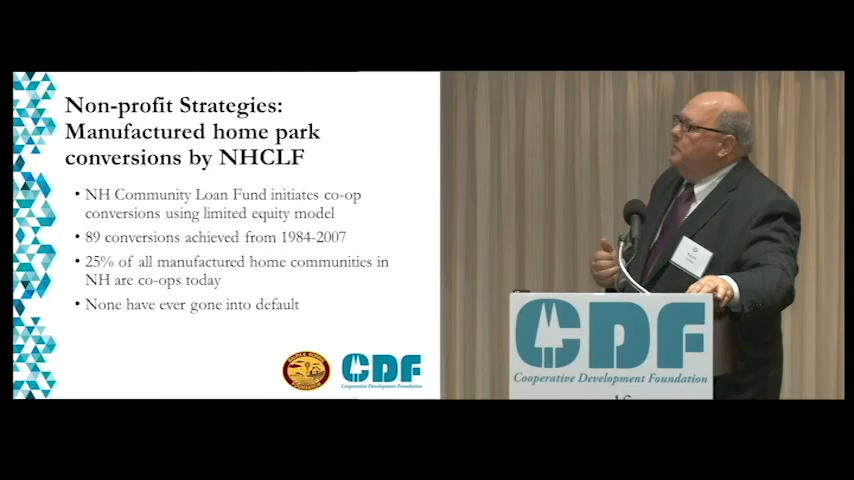 Non-profit Strategies:
Manufactured home park
conversions by NHCLF
• NH Community Loan Fund initiates co-op
conversions using limited equity model
• 89 conversions achieved from 1984-2007
• 25% of all manufactured home communities in
NH are co-ops today
• None have ever gone into default
CDF
Cooperative Development Foundation
CDF
Cooperative Development Foundation